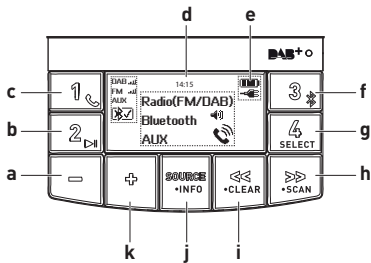 d
e
DAB+
c
1
DAB
FM
AUX
14:15
Radio(FM/DAB)
Bluetooth
AUX
3
f
b
2
4
SELECT
g
a
−
+
SOURCE
•INFO
<<
•CLEAR
>>
•SCAN
h
k
j
i